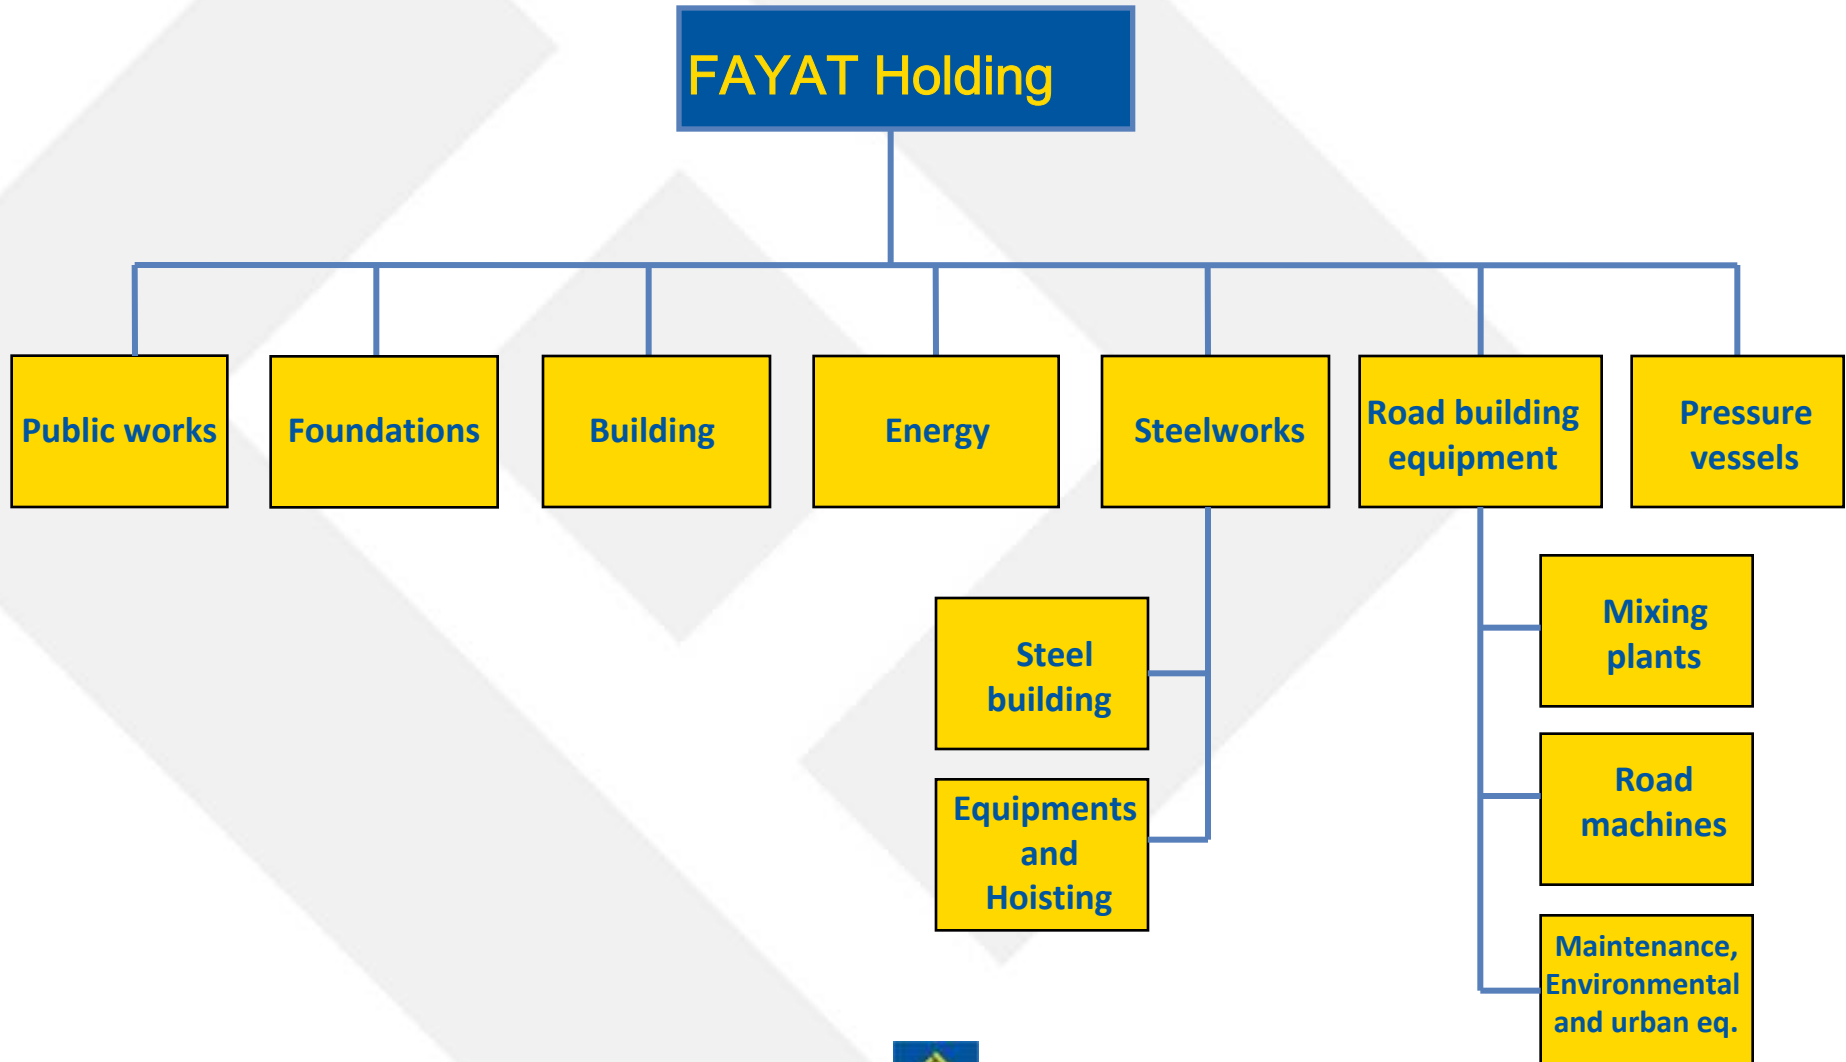 FAYAT Holding
Public works
Foundations
Building
Energy
Steelworks
Road building
equipment
Pressure
vessels
Steel
building
Equipments
and
Hoisting
Mixing
plants
Road
machines
Maintenance,
Environmental
and urban eq.